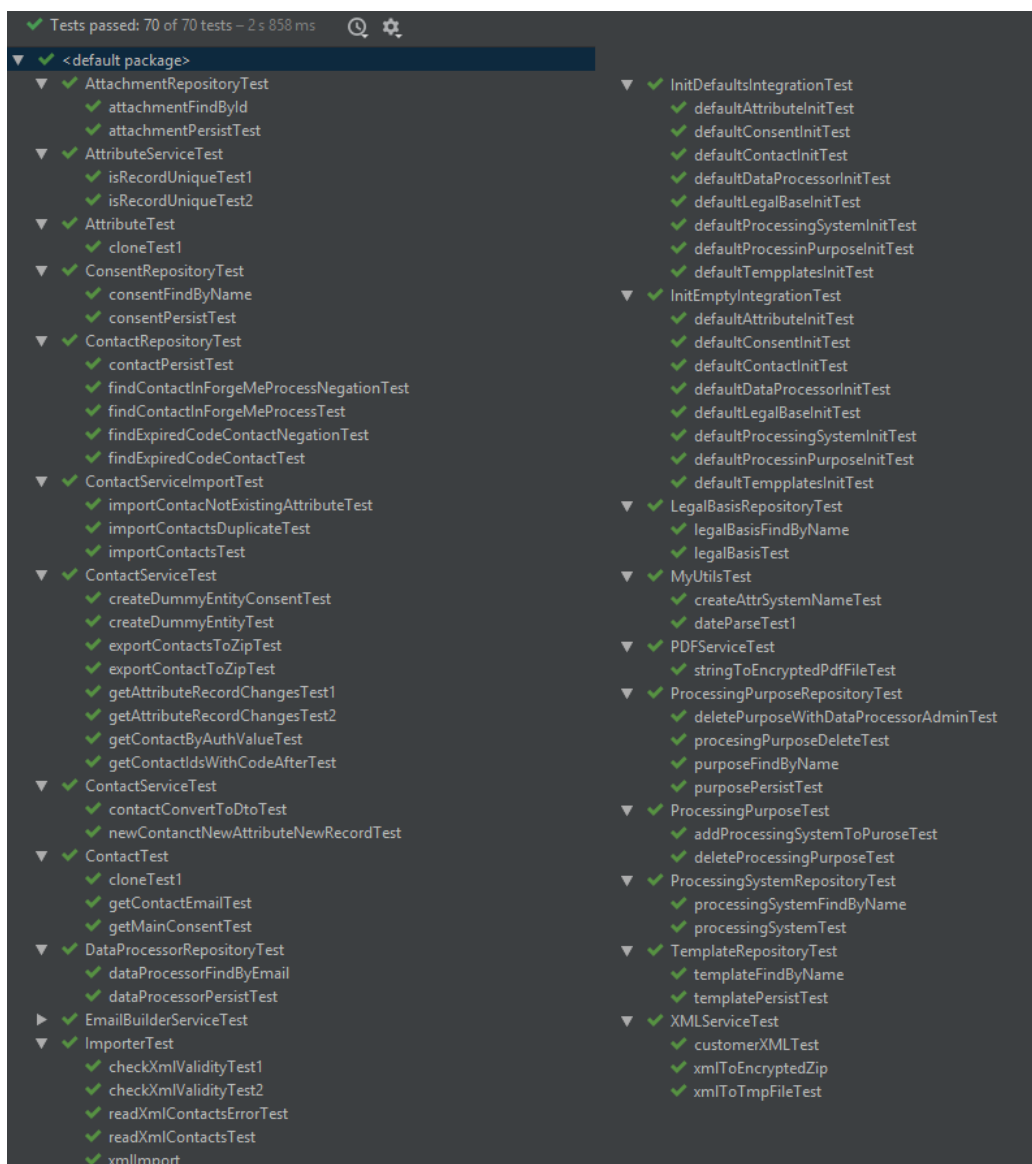 Tests passed: 70 of 70 tests – 2 s 858 ms
<default package>
AttachmentRepositoryTest
attachmentFindById
attachmentPersistTest
AttributeServiceTest
isRecordUniqueTest1
isRecordUniqueTest2
AttributeTest
cloneTest1
ConsentRepositoryTest
consentFindByName
consentPersistTest
ContactRepositoryTest
contactPersistTest
findContactInForgeMeProcessNegationTest
findContactInForgeMeProcessTest
findExpiredCodeContactNegationTest
findExpiredCodeContactTest
ContactServiceImportTest
importContacNotExistingAttributeTest
importContactsDuplicateTest
importContactsTest
ContactServiceTest
createDummyEntityConsentTest
createDummyEntityTest
exportContactsToZipTest
exportContactToZipTest
getAttributeRecordChangesTest1
getAttributeRecordChangesTest2
getContactByAuthValueTest
getContactIdsWithCodeAfterTest
ContactServiceTest
contactConvertToDtoTest
newContanctNewAttributeNewRecordTest
ContactTest
cloneTest1
getContactEmailTest
getMainConsentTest
DataProcessorRepositoryTest
dataProcessorFindByEmail
dataProcessorPersistTest
EmailBuilderServiceTest
ImporterTest
checkXmlValidityTest1
checkXmlValidityTest2
readXmlContactsErrorTest
readXmlContactsTest
xmlImport
InitDefaultsIntegrationTest
defaultAttributeInitTest
defaultConsentInitTest
defaultContactInitTest
defaultDataProcessorInitTest
defaultLegalBaseInitTest
defaultProcessingSystemInitTest
defaultProcessinPurposeInitTest
defaultTempplatesInitTest
InitEmptyIntegrationTest
defaultAttributeInitTest
defaultConsentInitTest
defaultContactInitTest
defaultDataProcessorInitTest
defaultLegalBaseInitTest
defaultProcessingSystemInitTest
defaultProcessinPurposeInitTest
defaultTempplatesInitTest
LegalBasisRepositoryTest
legalBasisFindByName
legalBasisTest
MyUtilsTest
createAttrSystemNameTest
dateParseTest1
PDFServiceTest
stringToEncryptedPdfFileTest
ProcessingPurposeRepositoryTest
deletePurposeWithDataProcessorAdminTest
procesingPurposeDeleteTest
purposeFindByName
purposePersistTest
ProcessingPurposeTest
addProcessingSystemToPuroseTest
deleteProcessingPurposeTest
ProcessingSystemRepositoryTest
processingSystemFindByName
processingSystemTest
TemplateRepositoryTest
templateFindByName
templatePersistTest
XMLServiceTest
customerXMLTest
xmlToEncryptedZip
xmlToTmpFileTest